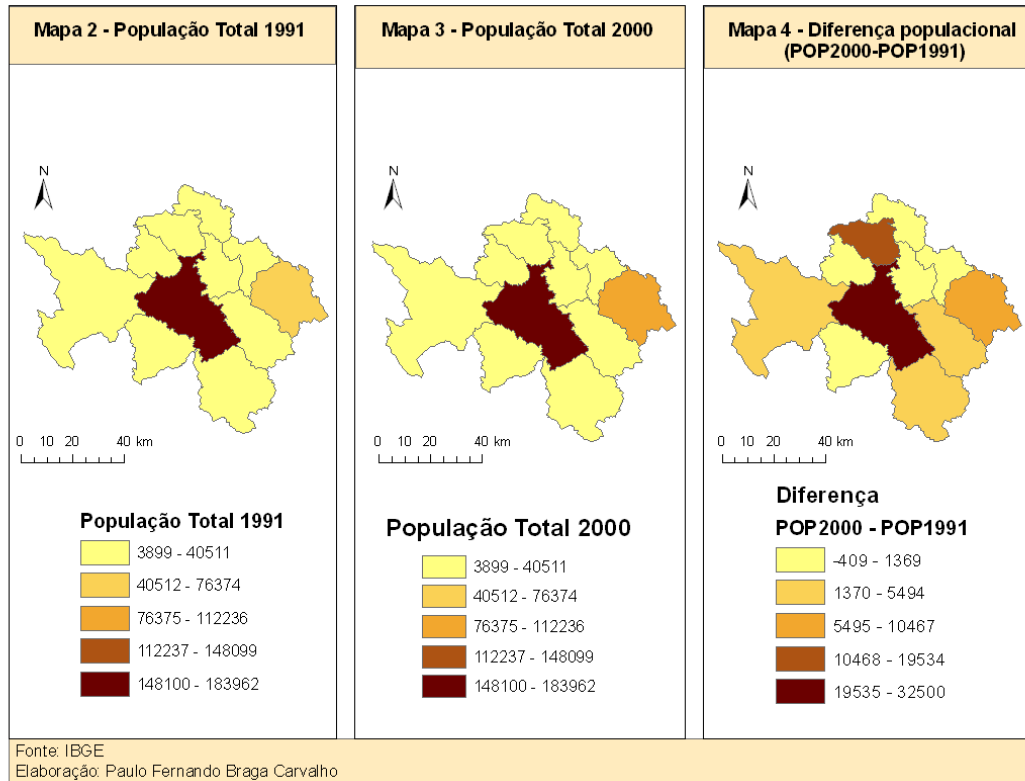 Mapa 2 - População Total 1991
N
0 10 20 40 km
População Total 1991
3899 - 40511
40512 - 76374
76375 - 112236
112237 - 148099
148100 - 183962
Mapa 3 - População Total 2000
N
0 10 20 40 km
População Total 2000
3899 - 40511
40512 - 76374
76375 - 112236
112237 - 148099
148100 - 183962
Mapa 4 - Diferença populacional
(POP2000-POP1991)
N
0 10 20 40 km
Diferença
POP2000 - POP1991
-409 - 1369
1370 - 5494
5495 - 10467
10468 - 19534
19535 - 32500
Fonte: IBGE
Elaboração: Paulo Fernando Braga Carvalho